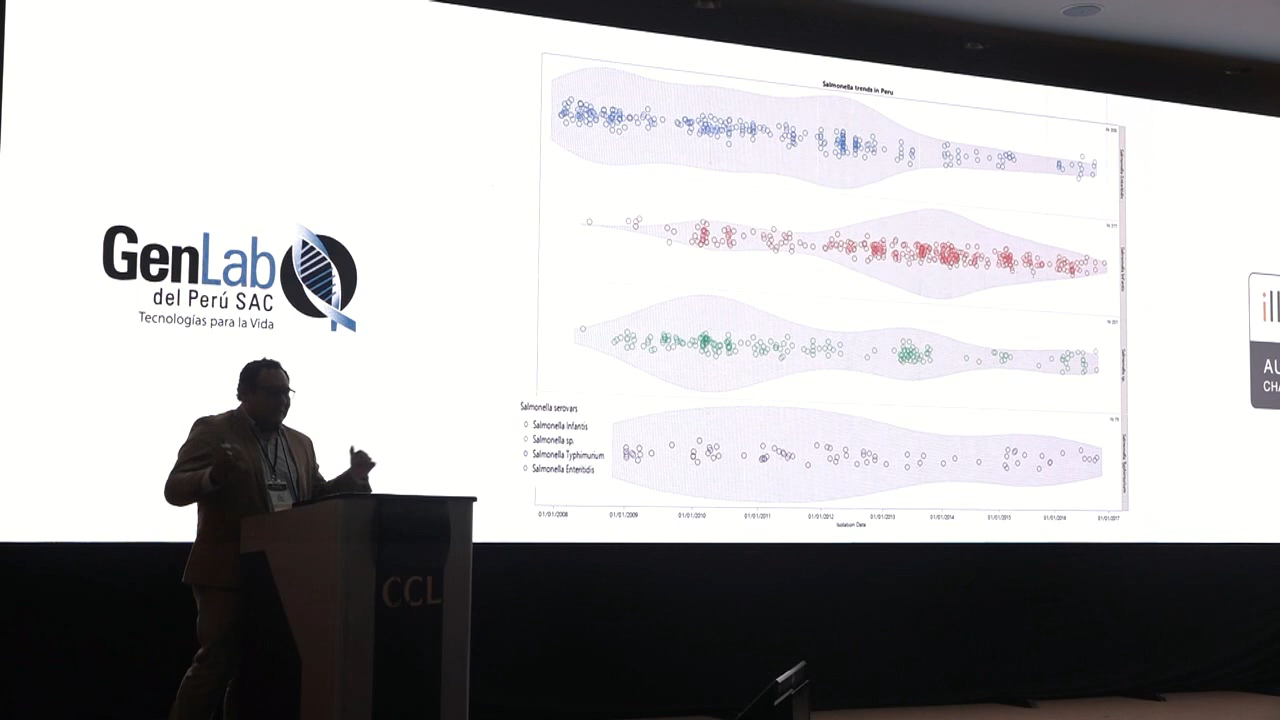 GenLab
del Perú SAC
Tecnologías para la Vida
Salmonella trends in Peru
Salmonella serovars
Salmonella Infantis
Salmonella sp.
Salmonella Typhimurium
Salmonella Enteritidis
01/01/2008 01/01/2009 01/01/2010 01/01/2011 01/01/2012 01/01/2013 01/01/2014 01/01/2015 01/01/2016 01/01/2017
Isolation Date
CCL